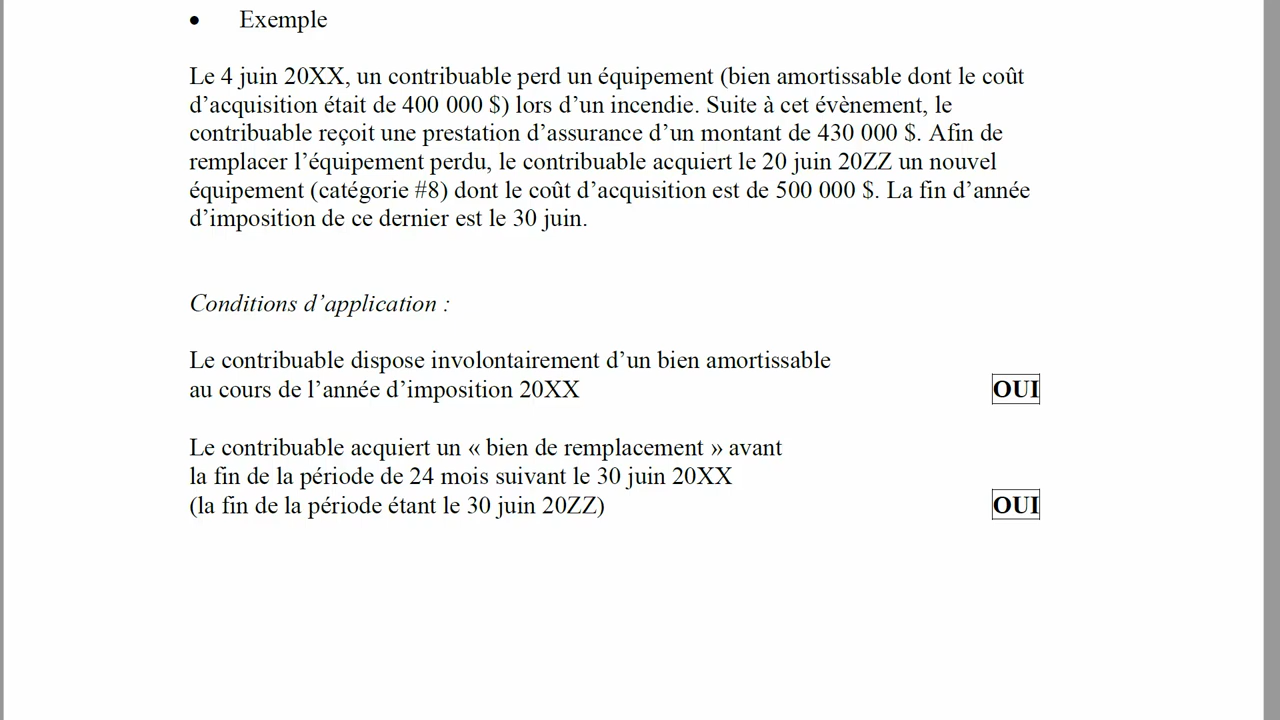 • Exemple
Le 4 juin 20XX, un contribuable perd un équipement (bien amortissable dont le coût
d’acquisition était de 400 000 $) lors d’un incendie. Suite à cet évènement, le
contribuable reçoit une prestation d’assurance d’un montant de 430 000 $. Afin de
remplacer l’équipement perdu, le contribuable acquiert le 20 juin 20ZZ un nouvel
équipement (catégorie #8) dont le coût d’acquisition est de 500 000 $. La fin d’année
d’imposition de ce dernier est le 30 juin.
Conditions d’application :
Le contribuable dispose involontairement d’un bien amortissable
au cours de l’année d’imposition 20XX OUI
Le contribuable acquiert un « bien de remplacement » avant
la fin de la période de 24 mois suivant le 30 juin 20XX
(la fin de la période étant le 30 juin 20ZZ) OUI